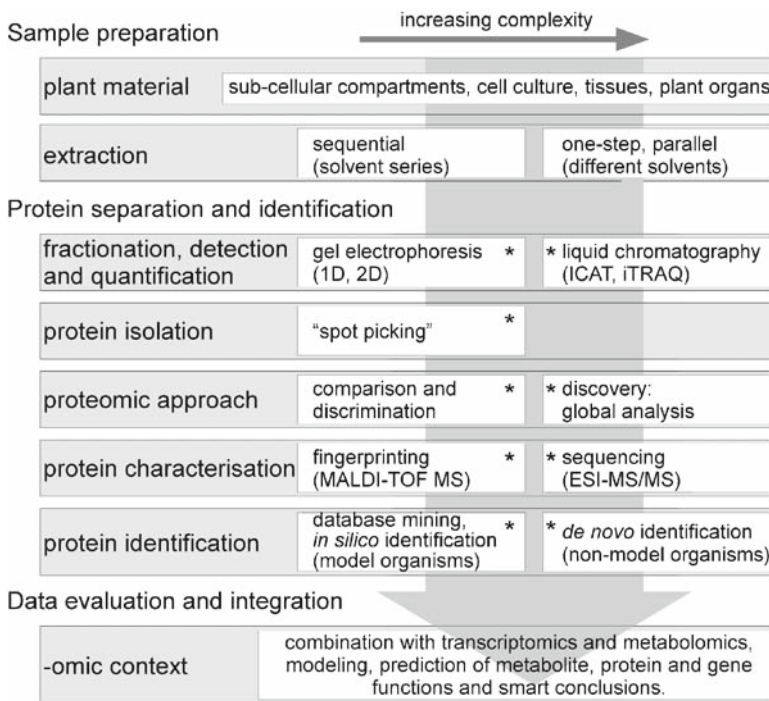 increasing complexity
Sample preparation
plant material
sub-cellular compartments, cell culture, tissues, plant organs
extraction
sequential
(solvent series)
one-step, parallel
(different solvents)
Protein separation and identification
fractionation, detection
and quantification
gel electrophoresis *
(1D, 2D)
* liquid chromatography
(ICAT, iTRAQ)
protein isolation
“spot picking” *
proteomic approach
comparison and *
discrimination
* discovery:
global analysis
protein characterisation
fingerprinting *
(MALDI-TOF MS)
* sequencing
(ESI-MS/MS)
protein identification
database mining, *
in silico identification
(model organisms)
* de novo identification
(non-model organisms)
Data evaluation and integration
-omic context
combination with transcriptomics and metabolomics,
modeling, prediction of metabolite, protein and gene
functions and smart conclusions.